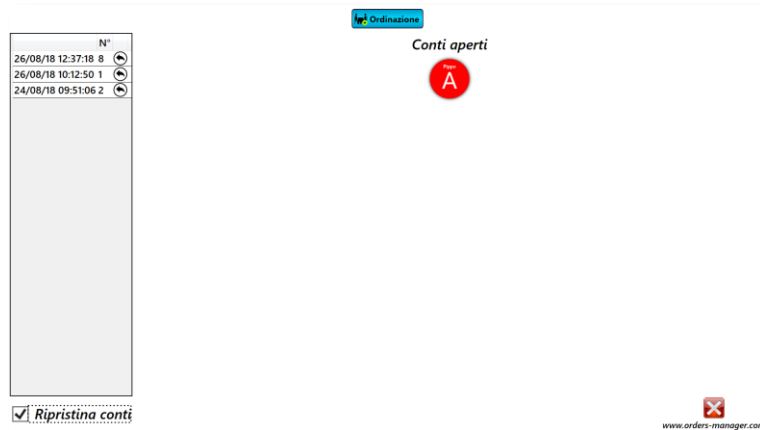 Ordinazione
N°
26/08/18 12:37:18 8
26/08/18 10:12:50 1
24/08/18 09:51:06 2
Conti aperti
Pippo
A
Ripristina conti
www.orders-manager.com